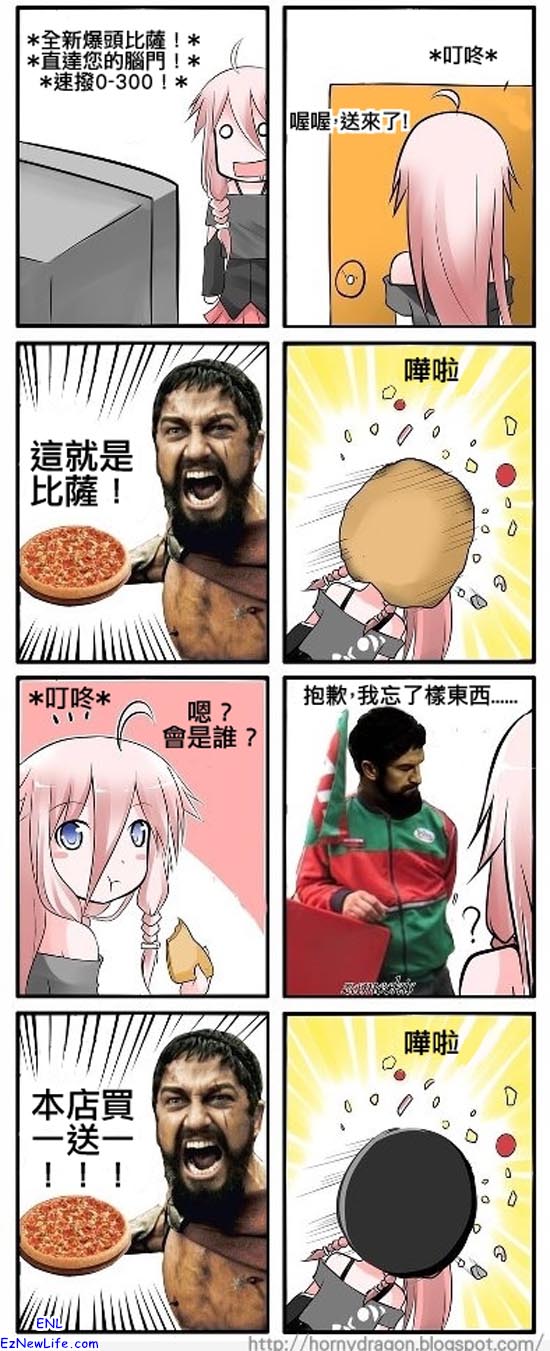 *全新爆頭比薩！*
*直達您的腦門！*
*速撥0-300！*
*叮咚*
喔喔，送來了!
這就是
比薩！
嘩啦
*叮咚*
嗯？
會是誰？
抱歉，我忘了樣東西......
?
本店買
一送一
！！！
嘩啦
ENL
EzNewLife.com
http://hornydragon.blogspot.com/